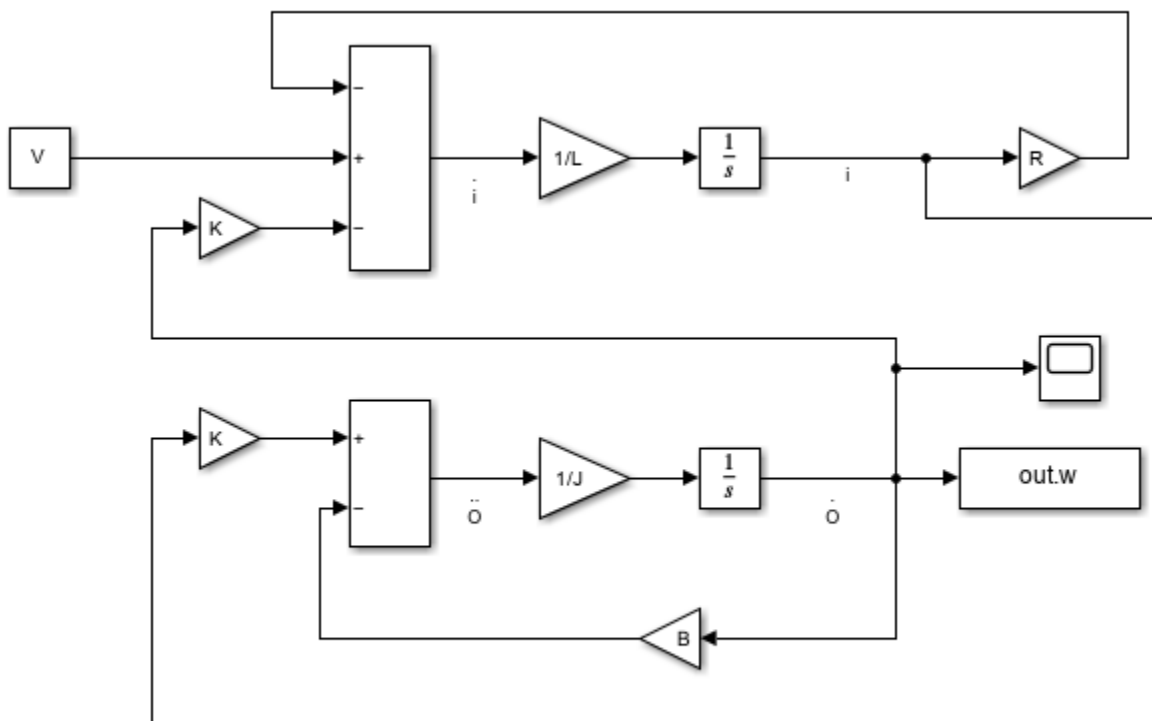 −
V
+
1/L
1
s
R
i̇
i
K
−
K
+
1/J
1
s
out.w
−
Ö
Ȯ
B